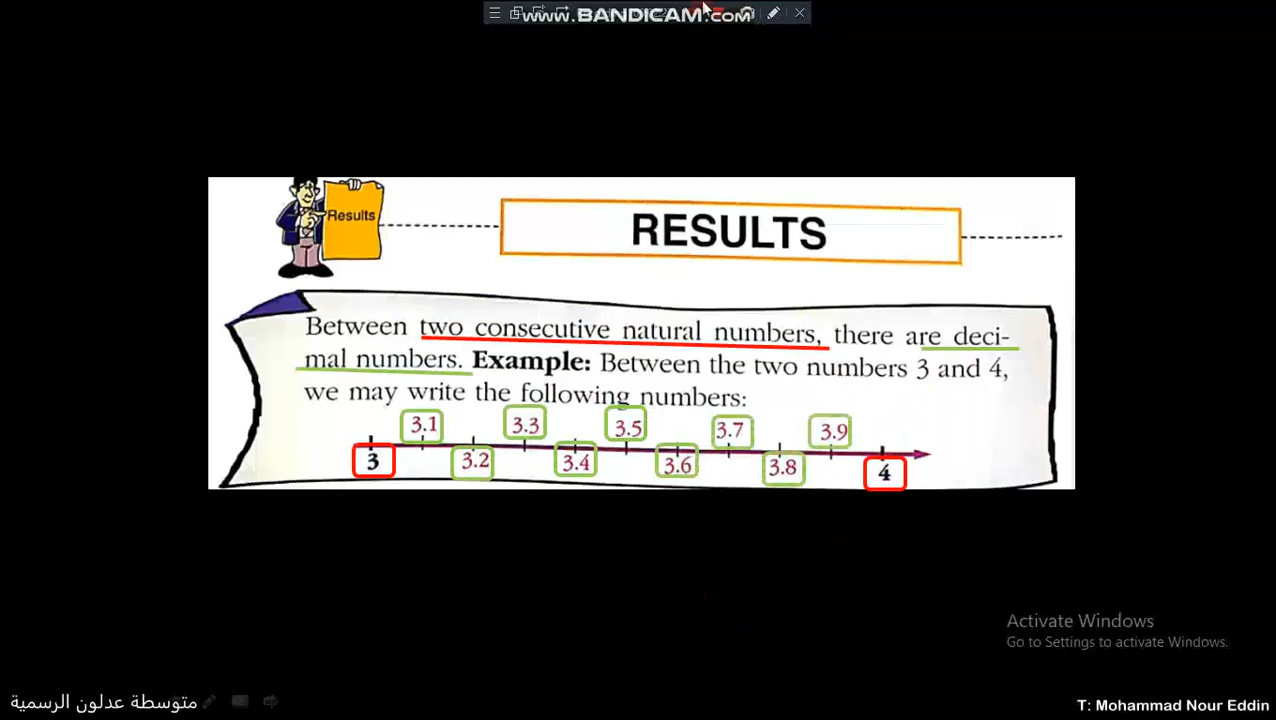 www.BANDICAM.com
Results
RESULTS
Between two consecutive natural numbers, there are deci-
mal numbers. Example: Between the two numbers 3 and 4,
we may write the following numbers:
3.1 3.3 3.5 3.7 3.9
3 3.2 3.4 3.6 3.8 4
Activate Windows
Go to Settings to activate Windows.
متوسطة عدلون الرسمية
T: Mohammad Nour Eddin